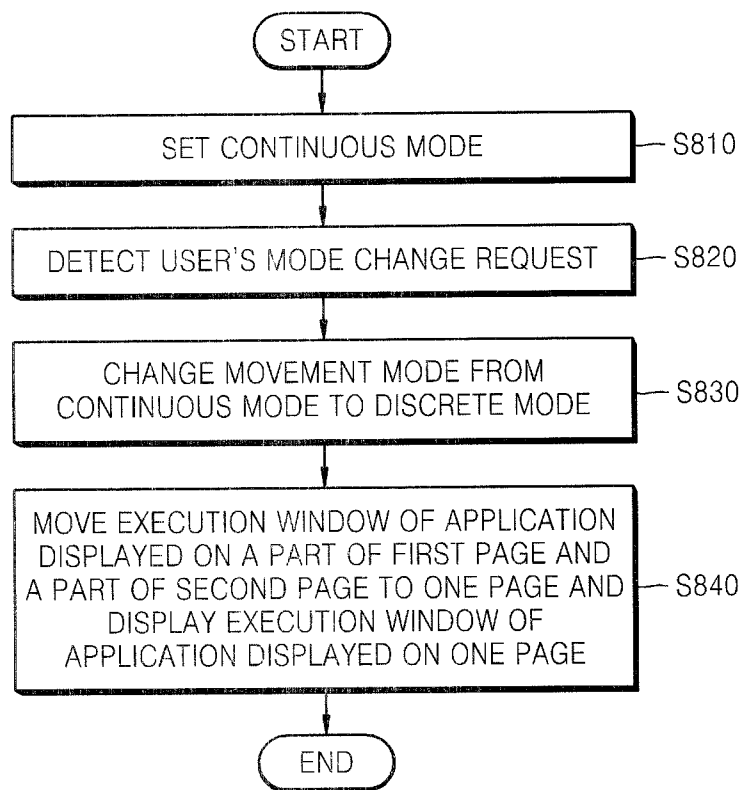 START
SET CONTINUOUS MODE
S810
DETECT USER'S MODE CHANGE REQUEST
S820
CHANGE MOVEMENT MODE FROM
CONTINUOUS MODE TO DISCRETE MODE
S830
MOVE EXECUTION WINDOW OF APPLICATION
DISPLAYED ON A PART OF FIRST PAGE AND
A PART OF SECOND PAGE TO ONE PAGE AND
DISPLAY EXECUTION WINDOW OF
APPLICATION DISPLAYED ON ONE PAGE
S840
END